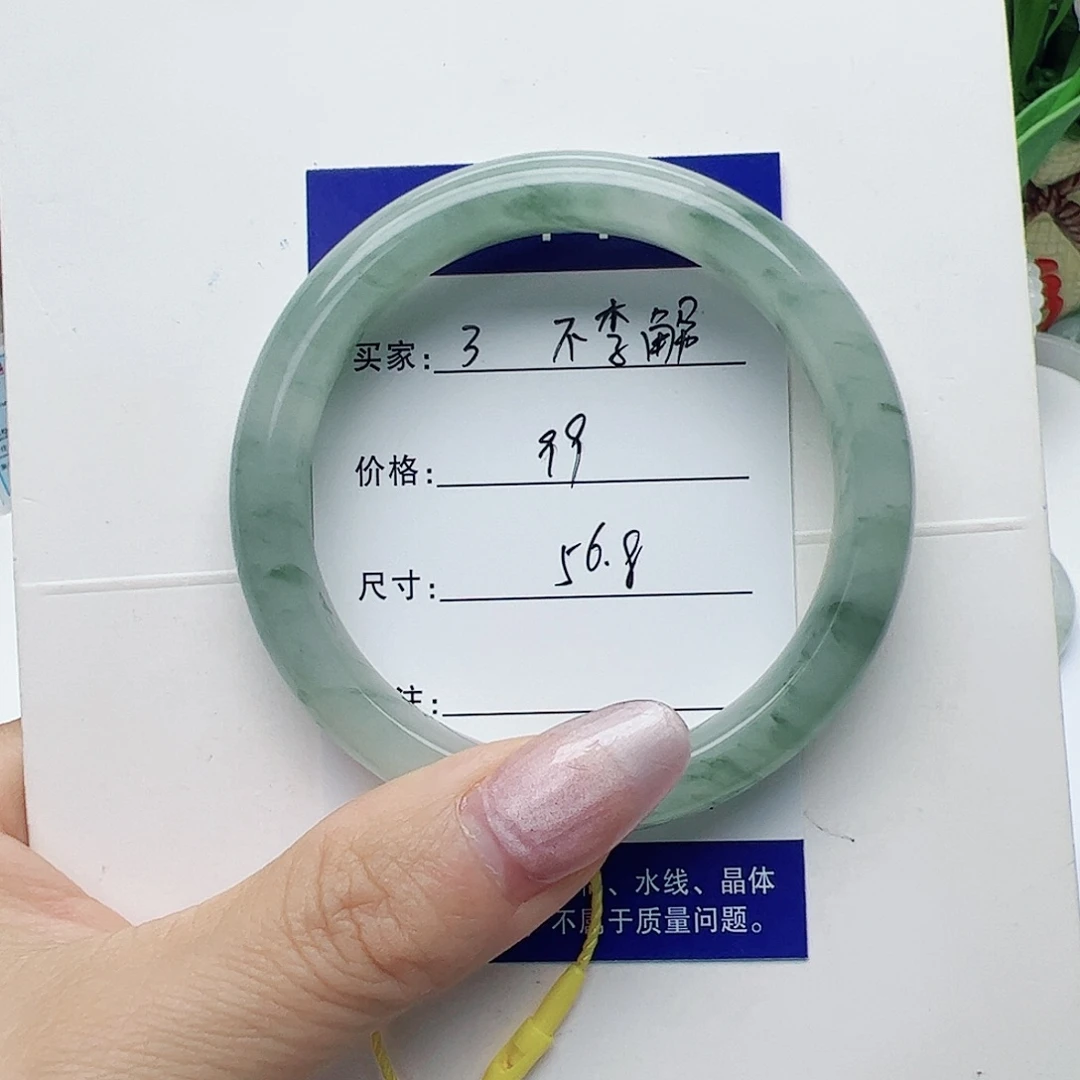 买家: 3 不李解
价格: 99
尺寸: 56.8
注:
、水线、晶体
不属于质量问题。